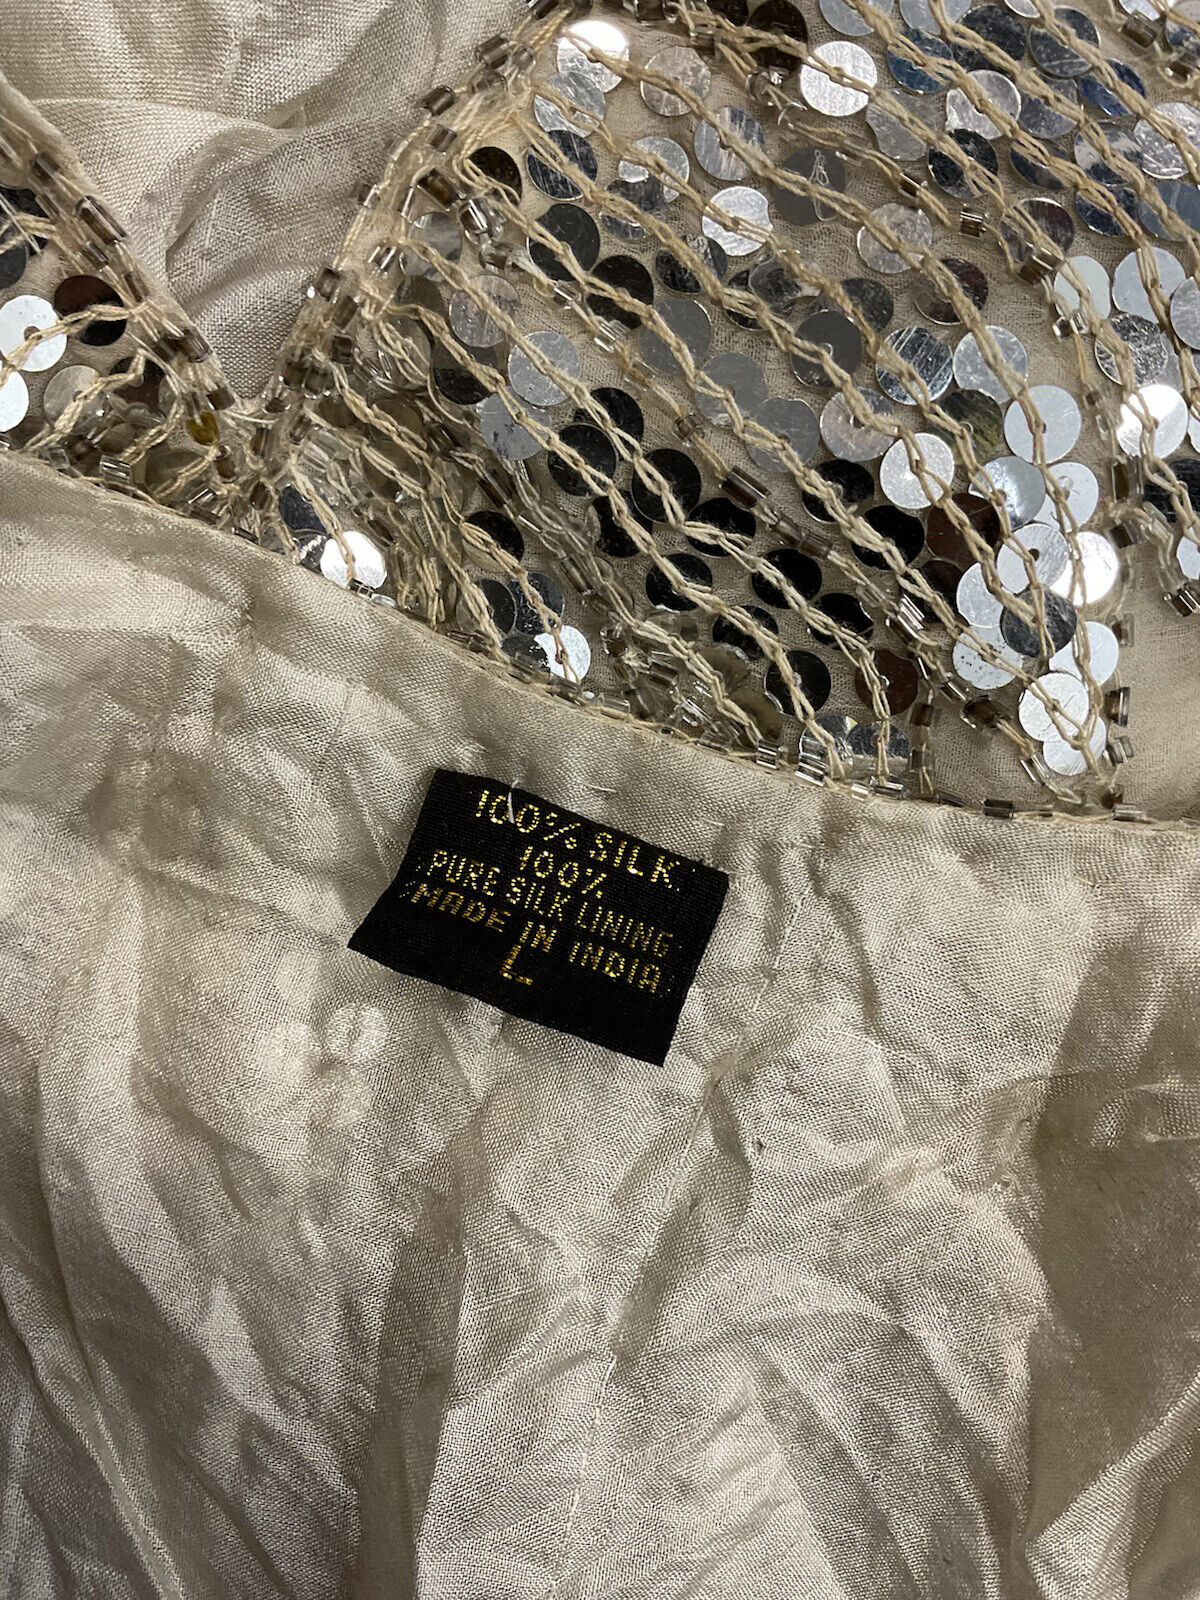 100% SILK
100%
PURE SILK LINING
MADE IN INDIA
L